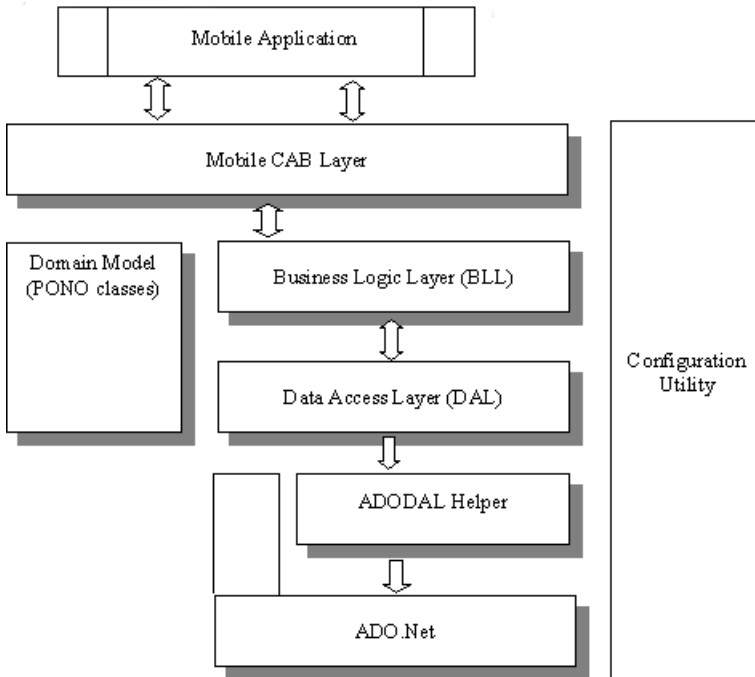 Mobile Application
Mobile CAB Layer
Domain Model
(PONO classes)
Business Logic Layer (BLL)
Configuration
Utility
Data Access Layer (DAL)
ADODAL Helper
ADO.Net